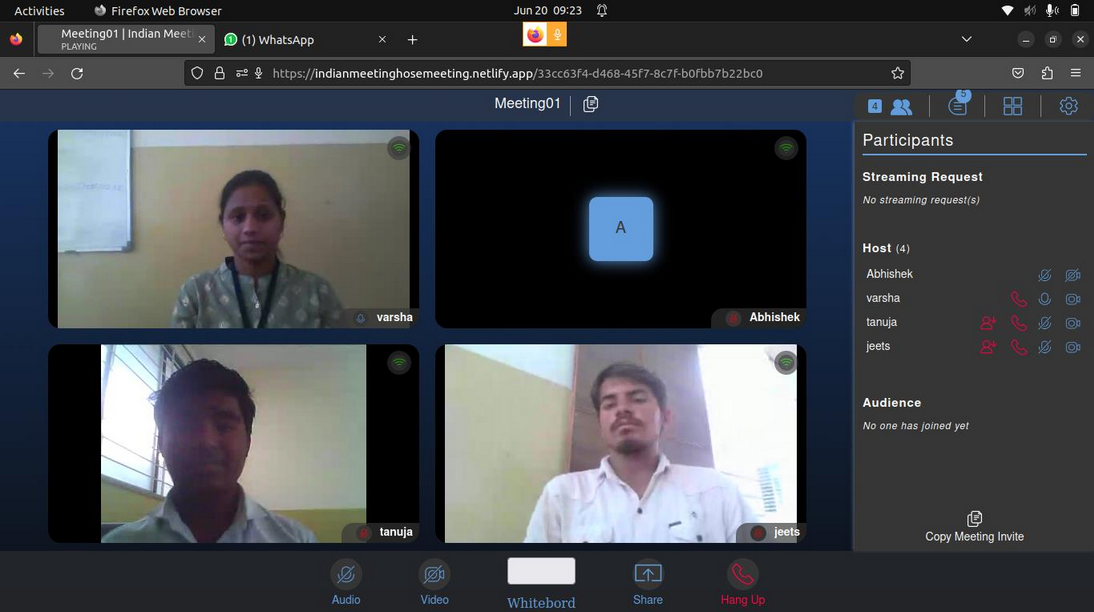 Activities
Firefox Web Browser
Jun 20 09:23
Meeting01 | Indian Meeti
PLAYING
(1) WhatsApp
https://indianmeetinghosemeeting.netlify.app/33cc63f4-d468-45f7-8c7f-b0fbb7b22bc0
Meeting01
4
5
Participants
Streaming Request
No streaming request(s)
Host (4)
Abhishek
varsha
tanuja
jeets
Audience
No one has joined yet
Copy Meeting Invite
A
varsha
Abhishek
tanuja
jeets
Audio
Video
Whitebord
Share
Hang Up